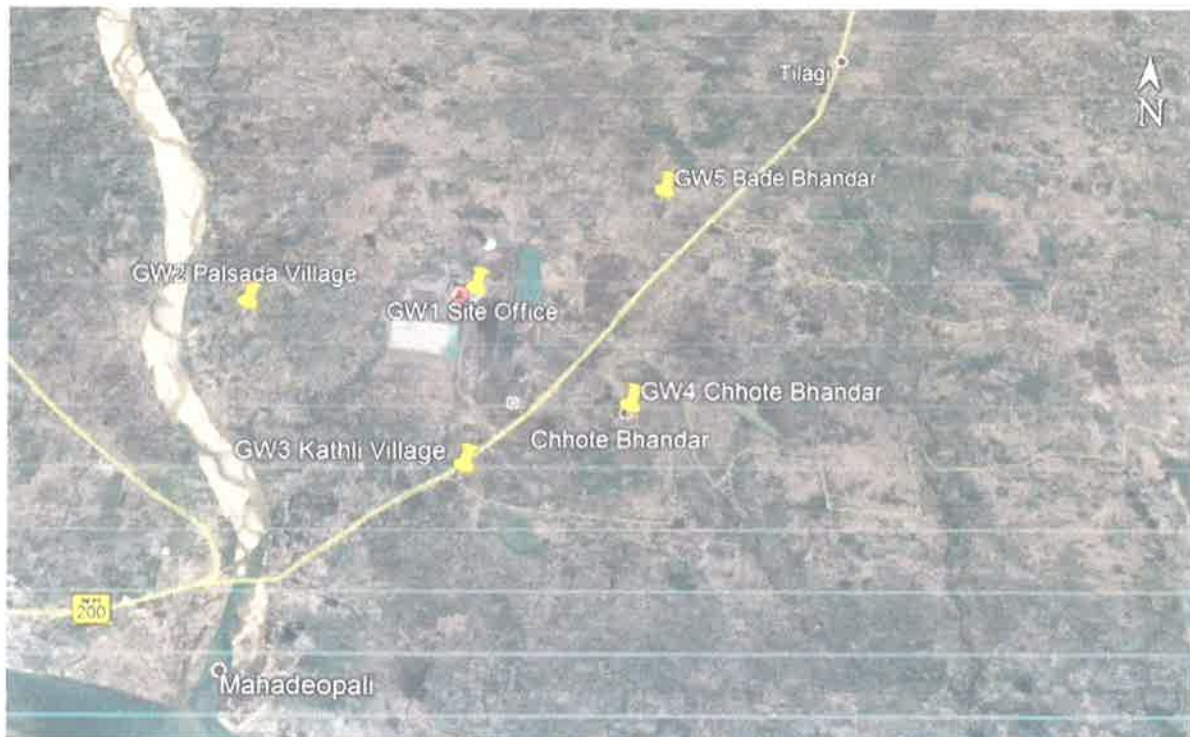 Tilagi
N
GW5 Bade Bhandar
GW2 Palsada Village
GW1 Site Office
GW4 Chhote Bhandar
Chhote Bhandar
GW3 Kathli Village
200
Mahadeopali